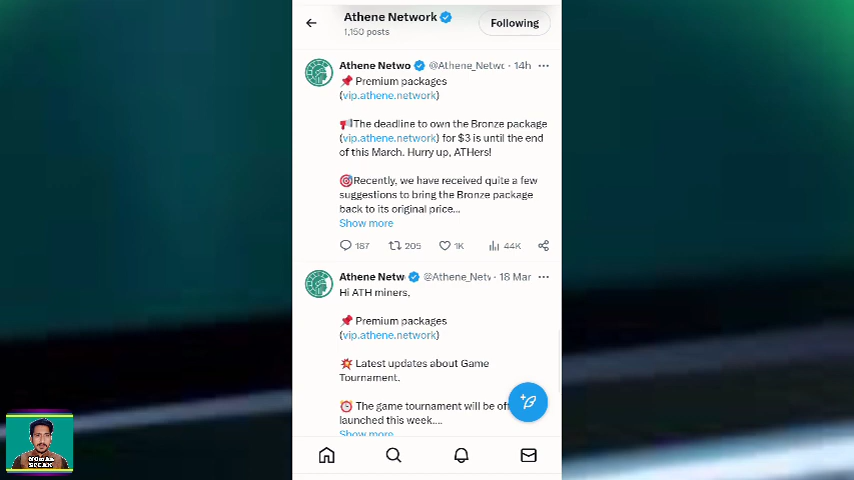 Athene Network
1,150 posts
Following
Athene Netwo @Athene_Netwc · 14h
📌 Premium packages
(vip.athene.network)
📢The deadline to own the Bronze package
(vip.athene.network) for $3 is until the end
of this March. Hurry up, ATHers!
🎯Recently, we have received quite a few
suggestions to bring the Bronze package
back to its original price...
Show more
187 205 1K 44K
Athene Netw @Athene_Netv · 18 Mar
Hi ATH miners,
📌 Premium packages
(vip.athene.network)
💥 Latest updates about Game
Tournament.
⏰ The game tournament will be off
launched this week....
Show more